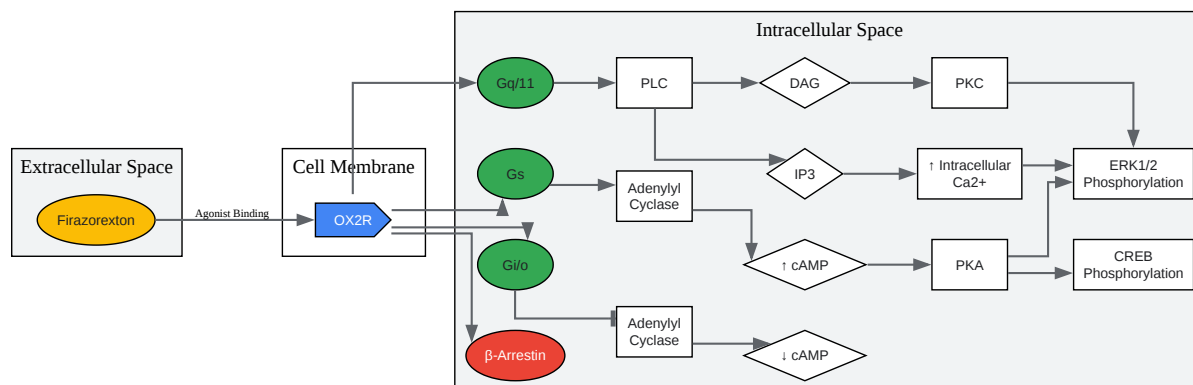 Intracellular Space
Gq/11
PLC
DAG
PKC
Extracellular Space
Cell Membrane
Gs
Adenylyl
Cyclase
IP3
↑ Intracellular
Ca2+
ERK1/2
Phosphorylation
Firazorexton
Agonist Binding
OX2R
Gi/o
↑ cAMP
PKA
CREB
Phosphorylation
Adenylyl
Cyclase
β-Arrestin
↓ cAMP